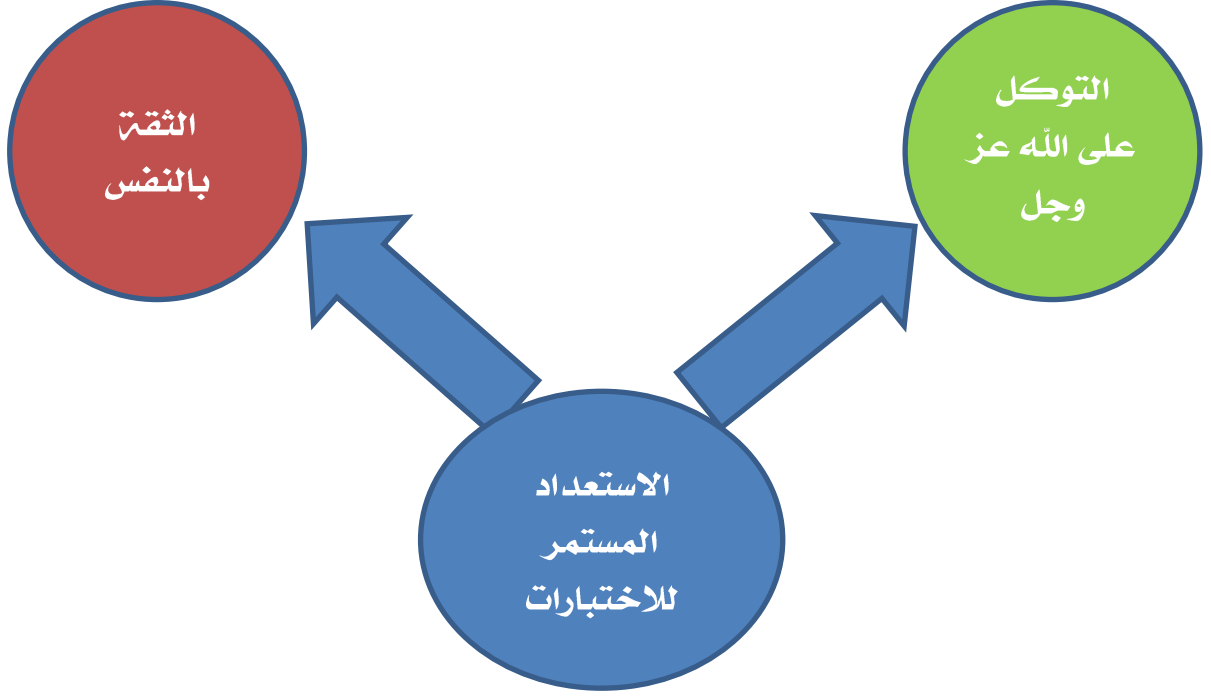 التوكل
على الله عز
وجل
الثقة
بالنفس
الاستعداد
المستمر
للاختبارات